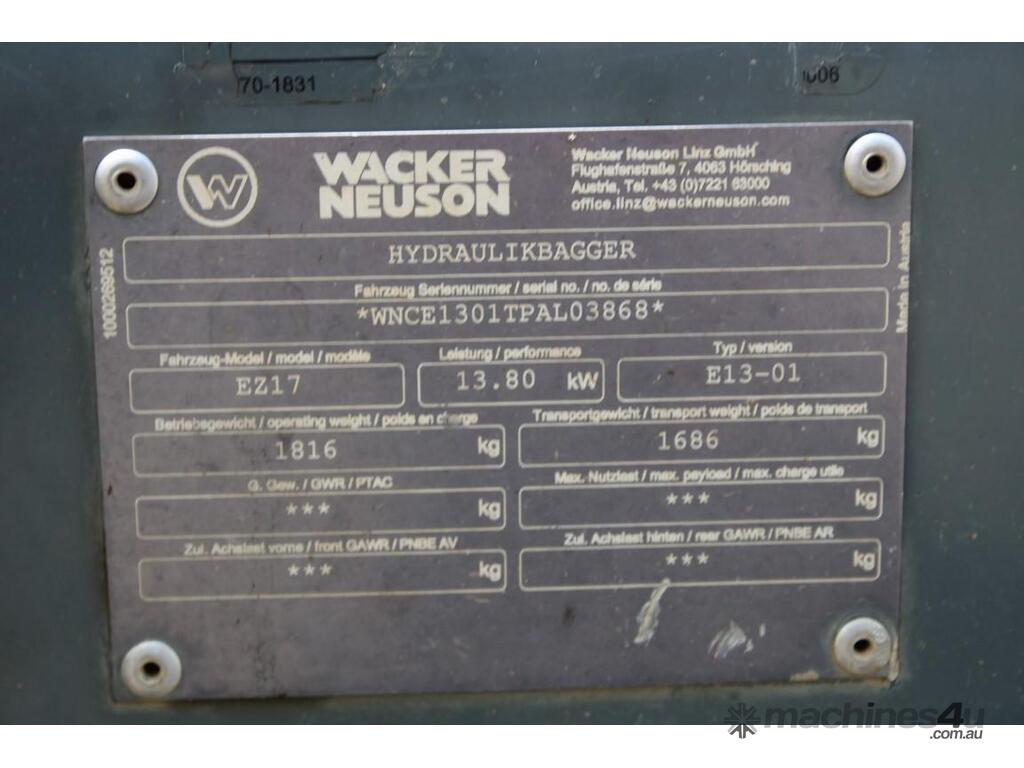 70-1831
W
WACKER
NEUSON
Wacker Neuson Linz GmbH
Flughafenstraße 7, 4063 Hörsching
Austria, Tel. +43 (0)7221 63000
office.linz@wackerneuson.com
HYDRAULIKBAGGER
Fahrzeug Seriennummer / serial no. / no. de série
*WNCE1301TPAL03868*
1000269512
Made in Austria
Fahrzeug-Model / model / modèle
EZ17
Leistung / performance
13.80 kW
Typ / version
E13-01
Betriebsgewicht / operating weight / poids en charge
1816 kg
Transportgewicht / transport weight / poids de transport
1686 kg
G. Gew. / GWR / PTAC
*** kg
Max. Nutzlast / max. payload / max. charge utile
*** kg
Zul. Achslast vorne / front GAWR / PNBE AV
*** kg
Zul. Achslast hinten / rear GAWR / PNBE AR
*** kg
machines4u
.com.au